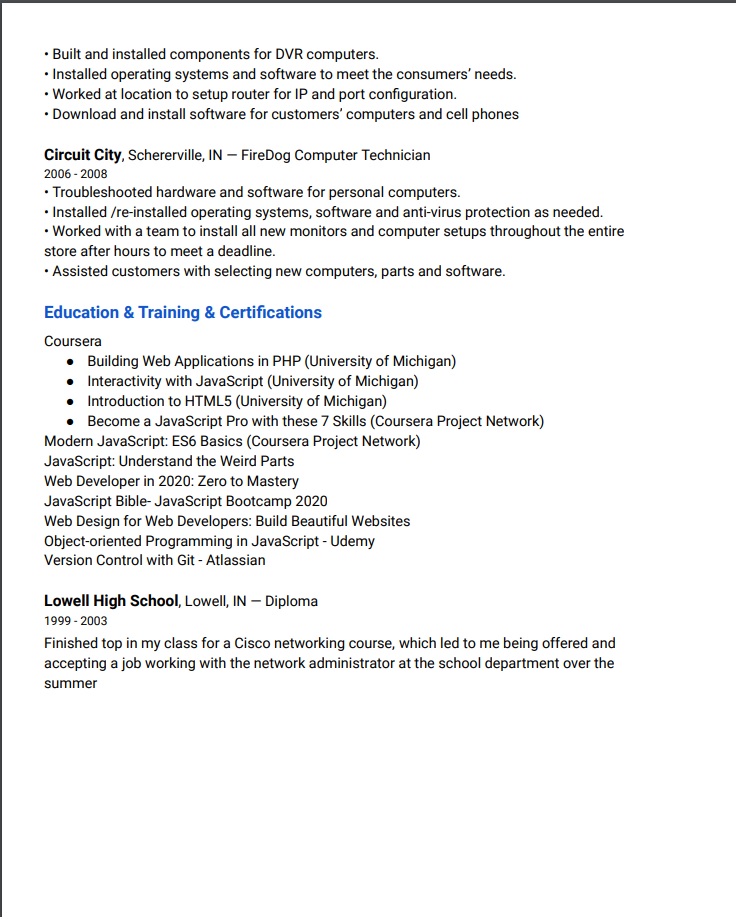 • Built and installed components for DVR computers.
• Installed operating systems and software to meet the consumers’ needs.
• Worked at location to setup router for IP and port configuration.
• Download and install software for customers’ computers and cell phones
Circuit City, Schererville, IN — FireDog Computer Technician
2006 - 2008
• Troubleshooted hardware and software for personal computers.
• Installed /re-installed operating systems, software and anti-virus protection as needed.
• Worked with a team to install all new monitors and computer setups throughout the entire
store after hours to meet a deadline.
• Assisted customers with selecting new computers, parts and software.
Education & Training & Certifications
Coursera
● Building Web Applications in PHP (University of Michigan)
● Interactivity with JavaScript (University of Michigan)
● Introduction to HTML5 (University of Michigan)
● Become a JavaScript Pro with these 7 Skills (Coursera Project Network)
Modern JavaScript: ES6 Basics (Coursera Project Network)
JavaScript: Understand the Weird Parts
Web Developer in 2020: Zero to Mastery
JavaScript Bible- JavaScript Bootcamp 2020
Web Design for Web Developers: Build Beautiful Websites
Object-oriented Programming in JavaScript - Udemy
Version Control with Git - Atlassian
Lowell High School, Lowell, IN — Diploma
1999 - 2003
Finished top in my class for a Cisco networking course, which led to me being offered and
accepting a job working with the network administrator at the school department over the
summer